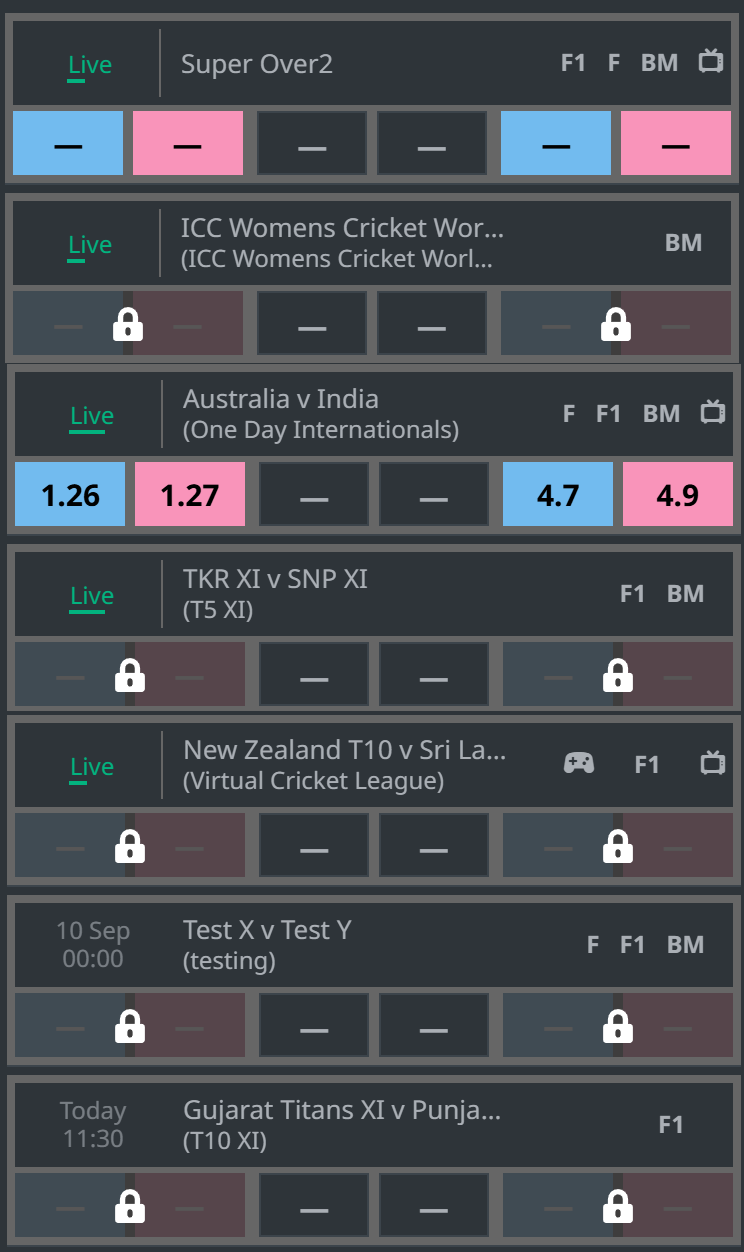 Live
Super Over2
F1 F BM
— — — — — —
Live
ICC Womens Cricket Wor...
(ICC Womens Cricket Worl...
BM
— — — — — —
Live
Australia v India
(One Day Internationals)
F F1 BM
1.26 1.27 — — 4.7 4.9
Live
TKR XI v SNP XI
(T5 XI)
F1 BM
— — — — — —
Live
New Zealand T10 v Sri La...
(Virtual Cricket League)
F1
— — — — — —
10 Sep
00:00
Test X v Test Y
(testing)
F F1 BM
— — — — — —
Today
11:30
Gujarat Titans XI v Punja...
(T10 XI)
F1
— — — — — —